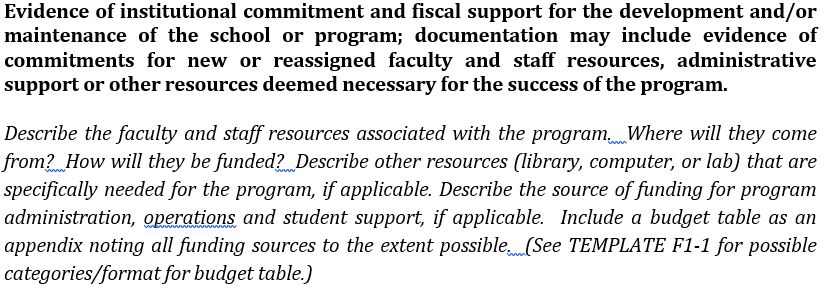 Evidence of institutional commitment and fiscal support for the development and/or
maintenance of the school or program; documentation may include evidence of
commitments for new or reassigned faculty and staff resources, administrative
support or other resources deemed necessary for the success of the program.
Describe the faculty and staff resources associated with the program.  Where will they come
from?  How will they be funded?  Describe other resources (library, computer, or lab) that are
specifically needed for the program, if applicable. Describe the source of funding for program
administration, operations and student support, if applicable.  Include a budget table as an
appendix noting all funding sources to the extent possible.  (See TEMPLATE F1-1 for possible
categories/format for budget table.)